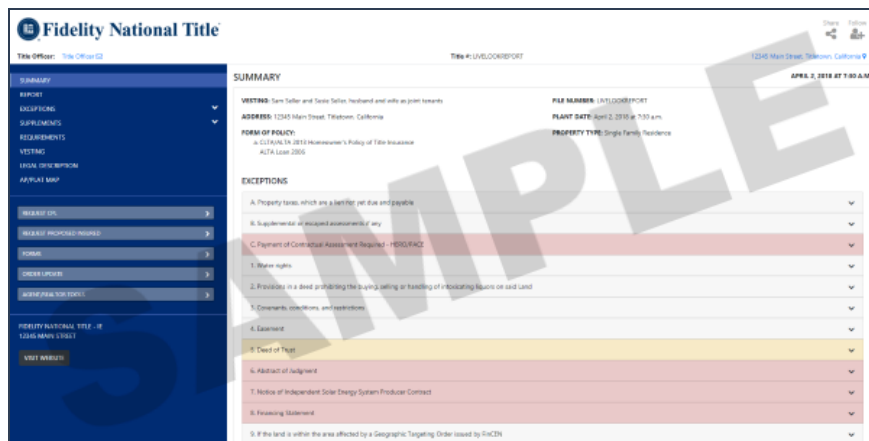 Fidelity National Title
Share Follow
Title Officer: Title Officer
Title #: LIVELOOKREPORT
12345 Main Street, Titletown, California
SUMMARY
REPORT
EXCEPTIONS
SUPPLEMENTS
REQUIREMENTS
VESTING
LEGAL DESCRIPTION
AP/PLAT MAP
REQUEST CPL
REQUEST PROPOSED INSURED
FORMS
ORDER UPDATE
AGENT/REALTOR TOOLS
FIDELITY NATIONAL TITLE - IE
12345 MAIN STREET
VISIT WEBSITE
SUMMARY
APRIL 2, 2018 AT 7:30 A.M
VESTING: Sam Seller and Susie Seller, husband and wife as joint tenants
FILE NUMBER: LIVELOOKREPORT
ADDRESS: 12345 Main Street, Titletown, California
PLANT DATE: April 2, 2018 at 7:30 a.m.
FORM OF POLICY:
PROPERTY TYPE: Single Family Residence
a. CLTA/ALTA 2013 Homeowner's Policy of Title Insurance
ALTA Loan 2006
EXCEPTIONS
A. Property taxes, which are a lien not yet due and payable
B. Supplemental or escaped assessments if any
C. Payment of Contractual Assessment Required - HERO/PACE
1. Water rights
2. Provisions in a deed prohibiting the buying, selling or handling of intoxicating liquors on said Land
3. Covenants, conditions, and restrictions
4. Easement
5. Deed of Trust
6. Abstract of Judgment
7. Notice of Independent Solar Energy System Producer Contract
8. Financing Statement
9. If the land is within the area affected by a Geographic Targeting Order issued by FinCEN
SAMPLE